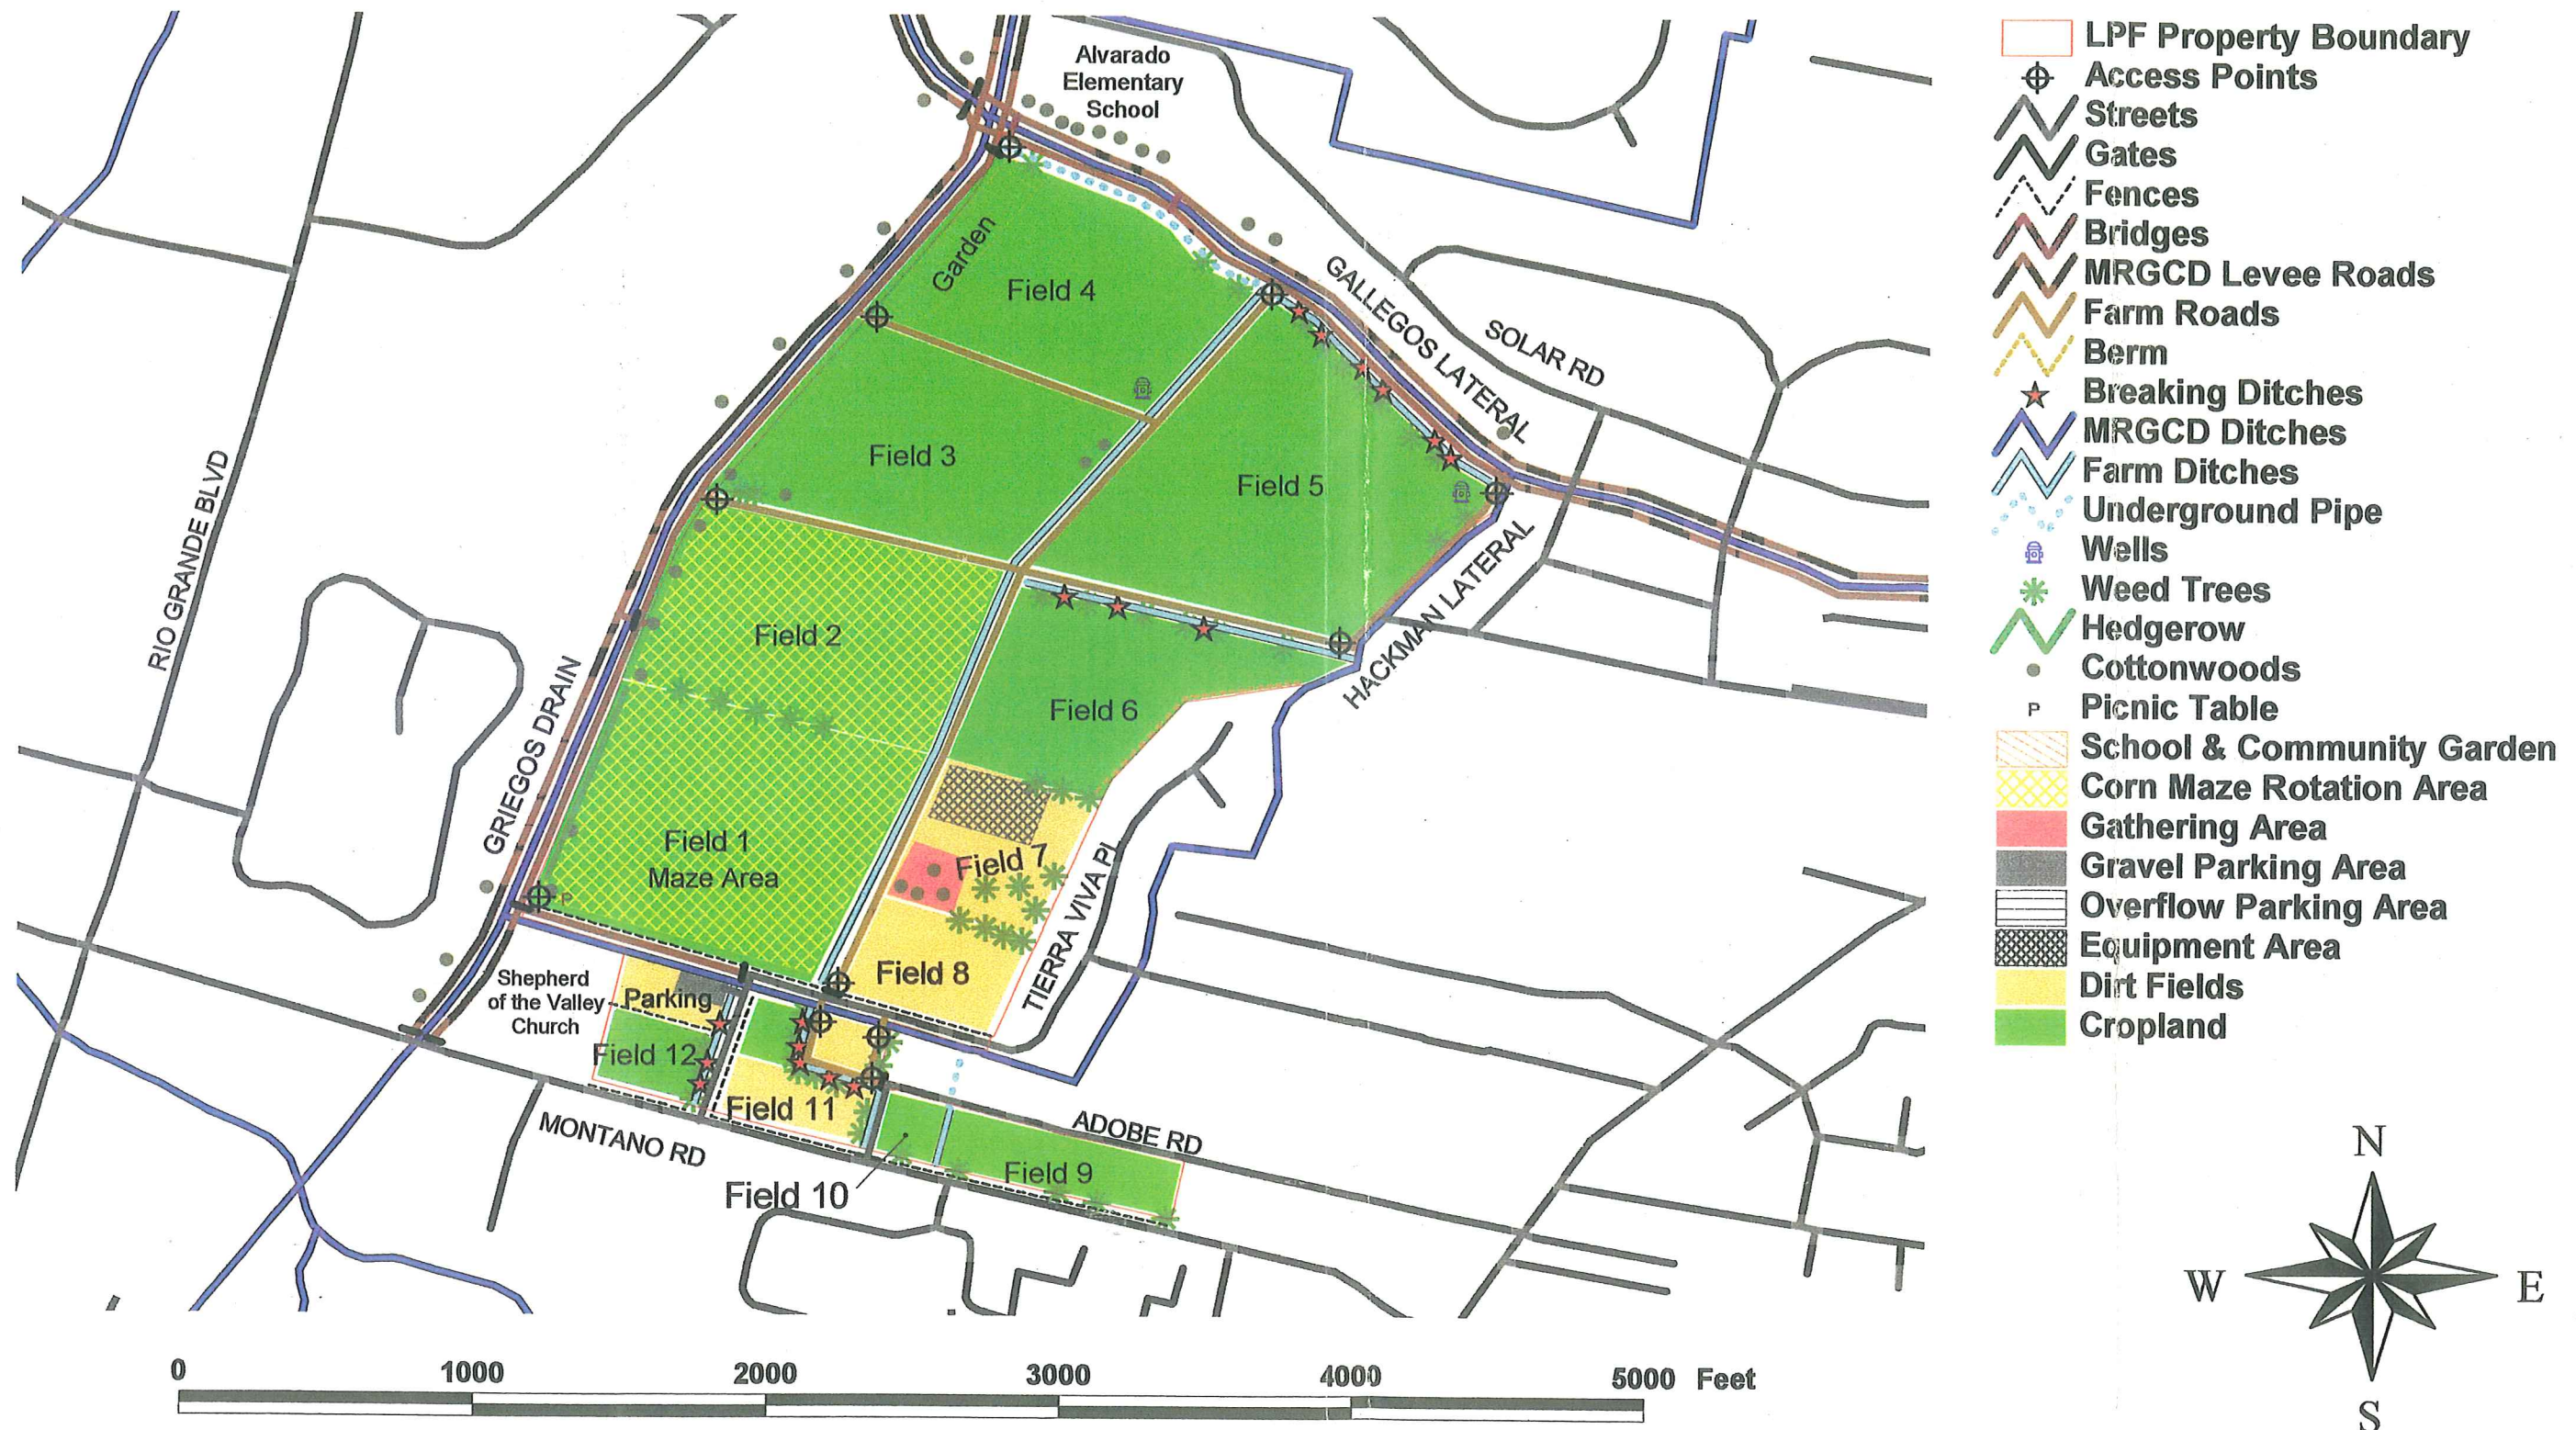 Alvarado
Elementary
School
Garden
Field 4
GALLEGOS LATERAL
SOLAR RD
Field 3
Field 5
RIO GRANDE BLVD
HACKMAN LATERAL
Field 2
Field 6
GRIEGOS DRAIN
Field 1
Maze Area
Field 7
P
TIERRA VIVA PL
Field 8
Shepherd
of the Valley
Church
Parking
Field 12
Field 11
MONTANO RD
ADOBE RD
Field 10
Field 9
0 1000 2000 3000 4000 5000 Feet
LPF Property Boundary
Access Points
Streets
Gates
Fences
Bridges
MRGCD Levee Roads
Farm Roads
Berm
Breaking Ditches
MRGCD Ditches
Farm Ditches
Underground Pipe
Wells
Weed Trees
Hedgerow
Cottonwoods
P Picnic Table
School & Community Garden
Corn Maze Rotation Area
Gathering Area
Gravel Parking Area
Overflow Parking Area
Equipment Area
Dirt Fields
Cropland
N
W E
S